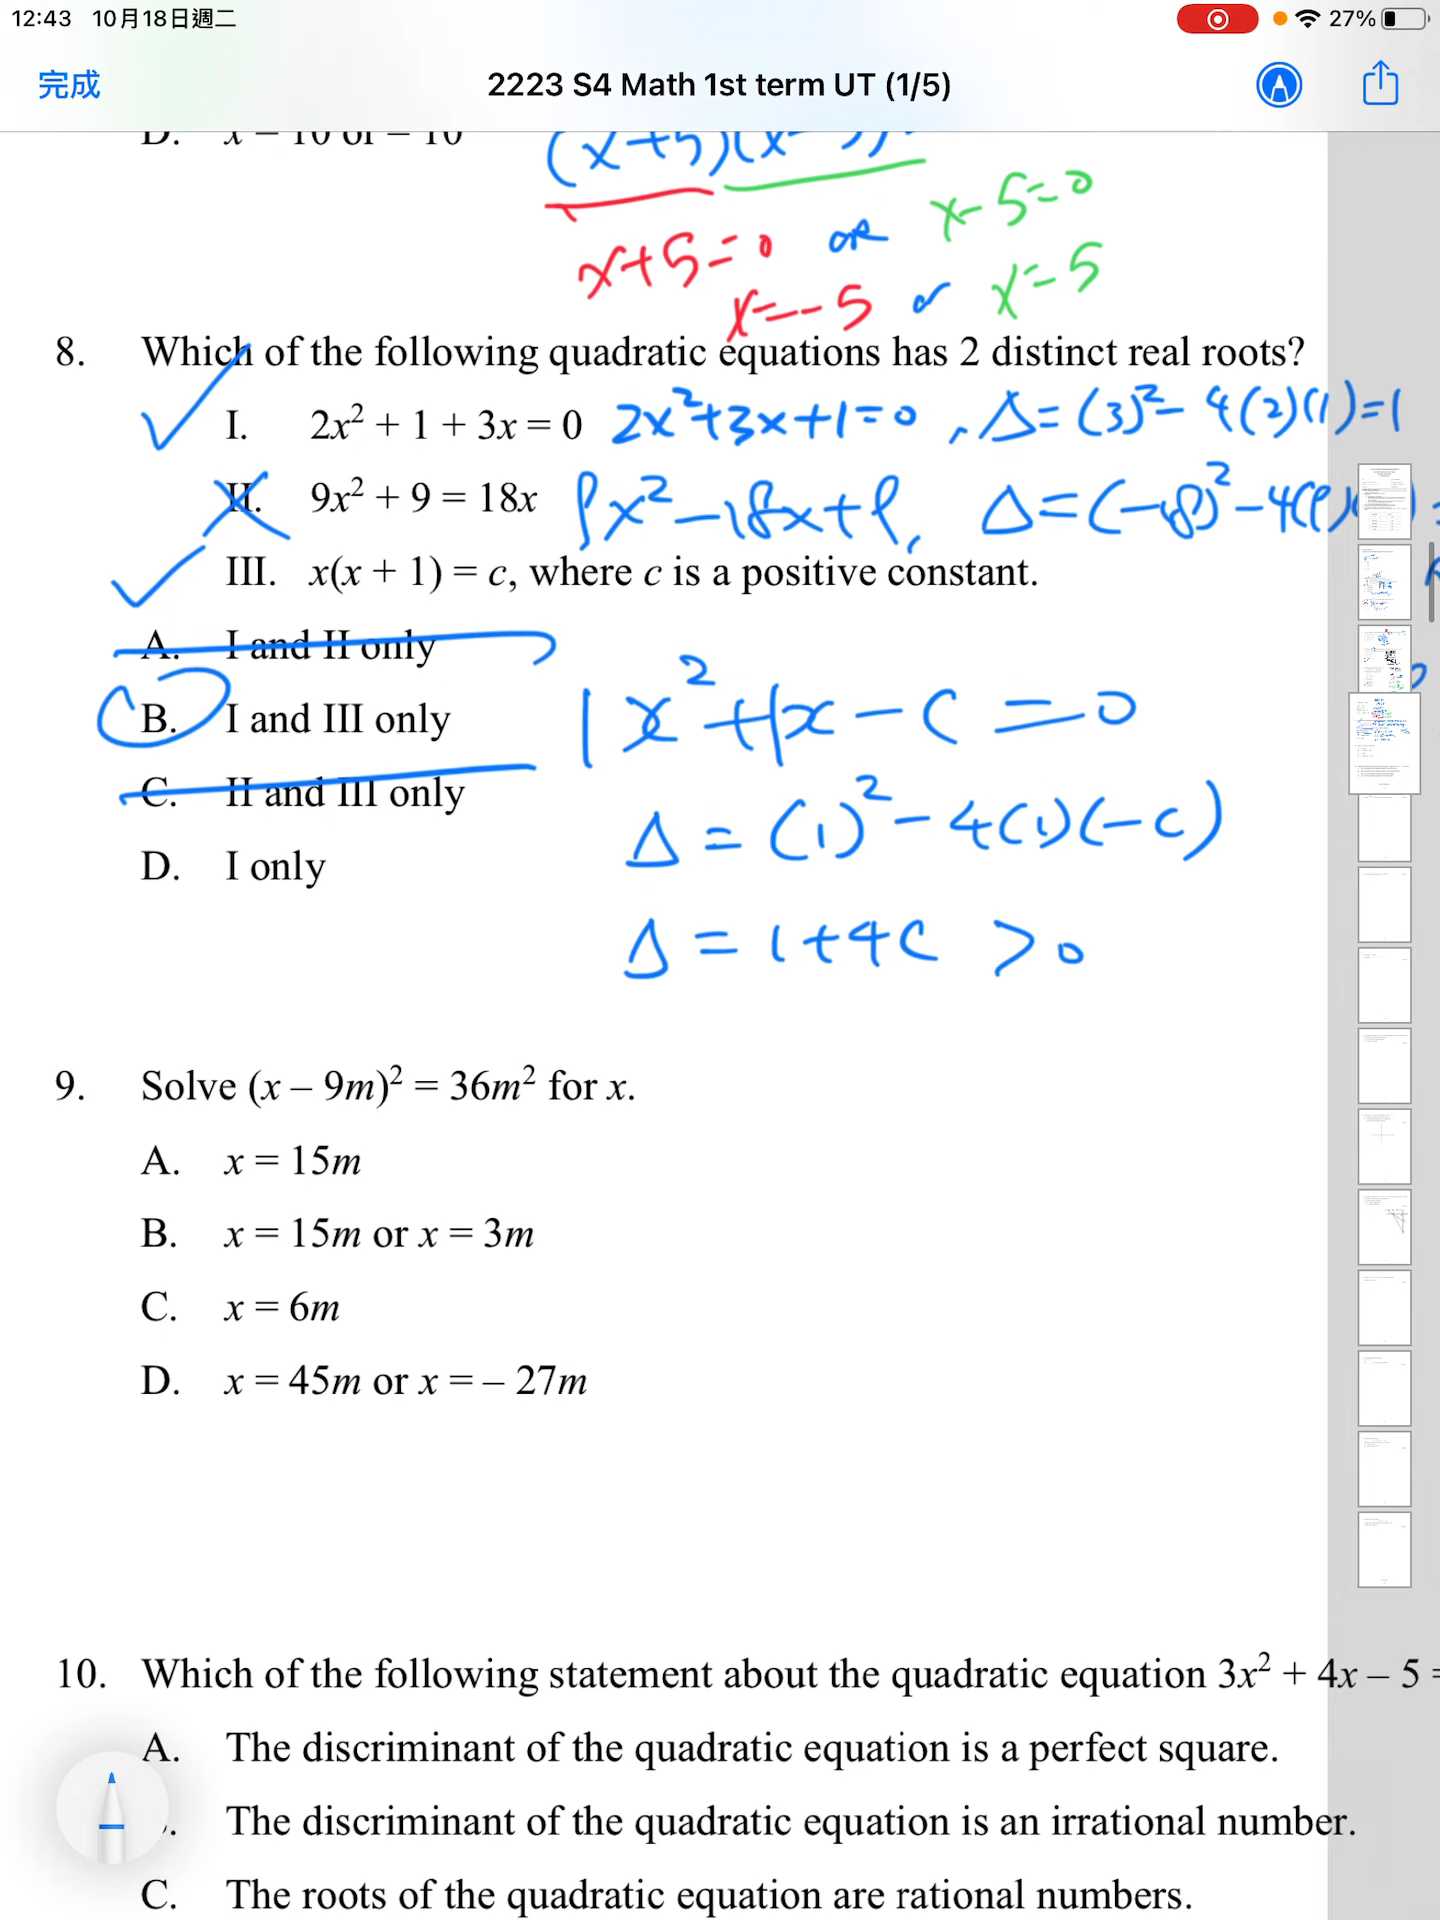 12:43 10月18日週二
27%
完成
2223 S4 Math 1st term UT (1/5)
D. x = 10 or – 10
x+5=0 or x-5=0
x=-5 or x=5
8. Which of the following quadratic equations has 2 distinct real roots?
I. 2x² + 1 + 3x = 0 2x²+3x+1=0, Δ=(3)²-4(2)(1)=1
II. 9x² + 9 = 18x 9x²-18x+9, Δ=(-18)²-4(9)(
III. x(x + 1) = c, where c is a positive constant.
A. I and II only
B. I and III only
1x²+1x-c=0
C. II and III only
Δ=(1)²-4(1)(-c)
D. I only
Δ=1+4c >0
9. Solve (x – 9m)² = 36m² for x.
A. x = 15m
B. x = 15m or x = 3m
C. x = 6m
D. x = 45m or x = – 27m
10. Which of the following statement about the quadratic equation 3x² + 4x – 5 =
A. The discriminant of the quadratic equation is a perfect square.
The discriminant of the quadratic equation is an irrational number.
C. The roots of the quadratic equation are rational numbers.